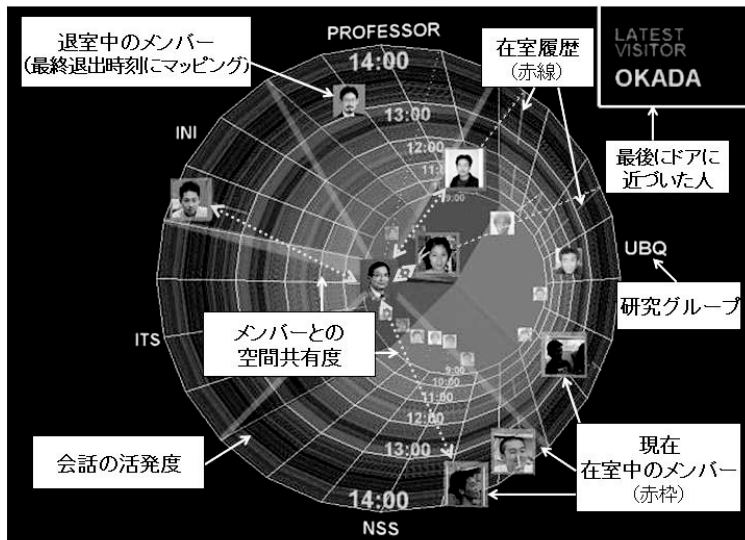 PROFESSOR
退室中のメンバー
(最終退出時刻にマッピング)
在室履歴
(赤線)
LATEST
VISITOR
OKADA
最後にドアに
近づいた人
14:00
13:00
12:00
11:
9:00
INI
UBQ
研究グループ
ITS
メンバーとの
空間共有度
9:00
10:00
11:00
12:00
13:00
14:00
会話の活発度
現在
在室中のメンバー
(赤枠)
NSS